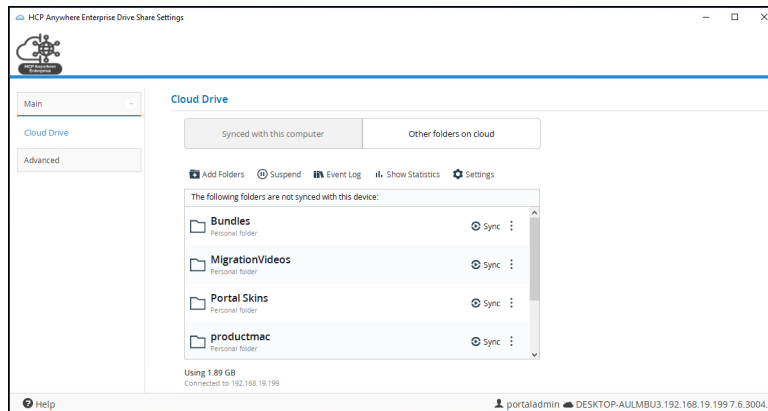 HCP Anywhere Enterprise Drive Share Settings
HCP Anywhere
Enterprise
Main
Cloud Drive
Advanced
Cloud Drive
Synced with this computer Other folders on cloud
Add Folders Suspend Event Log Show Statistics Settings
The following folders are not synced with this device:
Bundles
Personal folder
Sync
MigrationVideos
Personal folder
Sync
Portal Skins
Personal folder
Sync
productmac
Personal folder
Sync
Using 1.89 GB
Connected to 192.168.19.199
Help portaladmin DESKTOP-AULMBU3.192.168.19.199 7.6.3004.